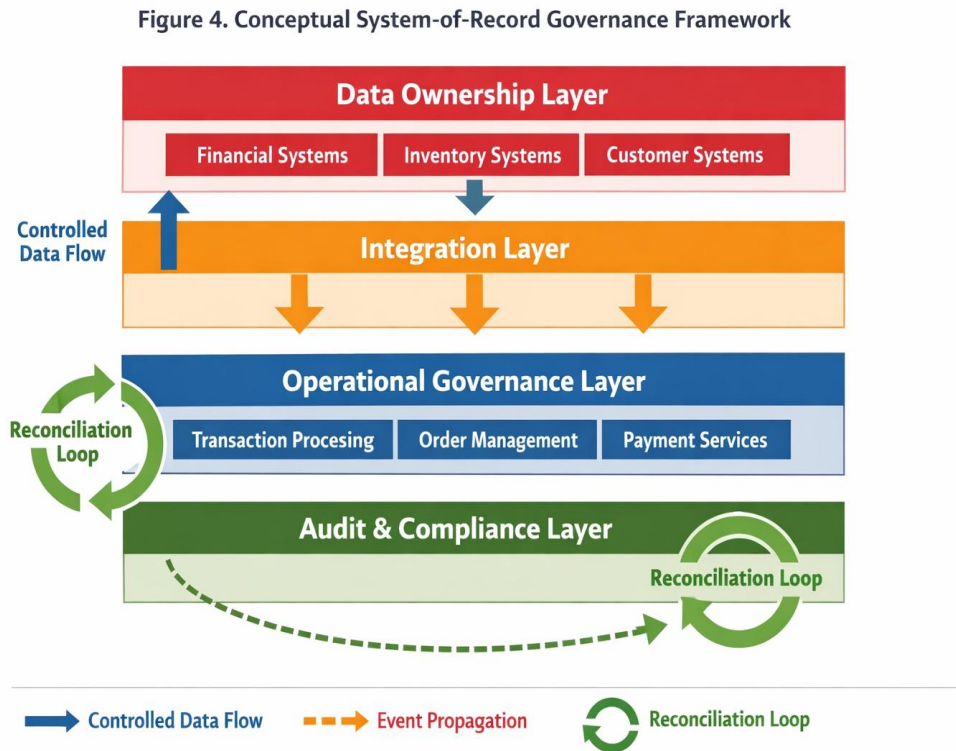 Figure 4. Conceptual System-of-Record Governance Framework
Data Ownership Layer
Financial Systems
Inventory Systems
Customer Systems
Controlled
Data Flow
Integration Layer
Operational Governance Layer
Reconciliation
Loop
Transaction Procesing
Order Management
Payment Services
Audit & Compliance Layer
Reconciliation Loop
Controlled Data Flow
Event Propagation
Reconciliation Loop